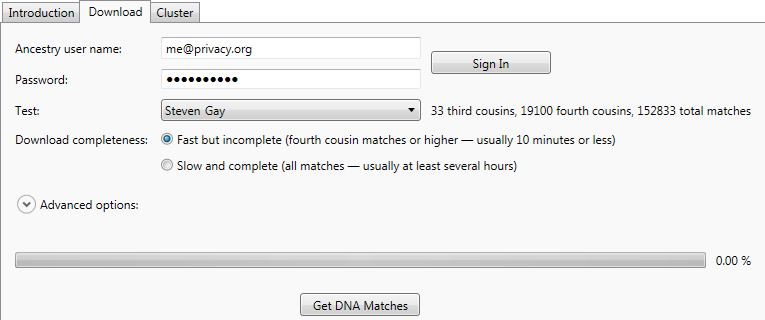 Introduction Download Cluster
Ancestry user name: me@privacy.org
Sign In
Password: ●●●●●●●●●●
Test: Steven Gay 33 third cousins, 19100 fourth cousins, 152833 total matches
Download completeness: Fast but incomplete (fourth cousin matches or higher — usually 10 minutes or less)
Slow and complete (all matches — usually at least several hours)
Advanced options:
0.00 %
Get DNA Matches